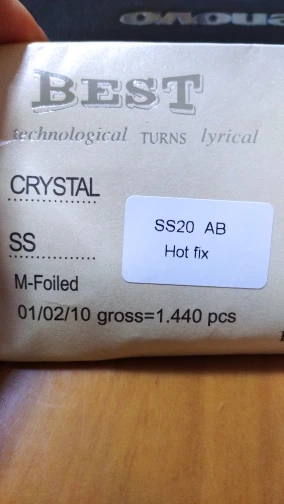 BEST
technological TURNS lyrical
CRYSTAL
SS20 AB
Hot fix
SS
M-Foiled
01/02/10 gross=1.440 pcs